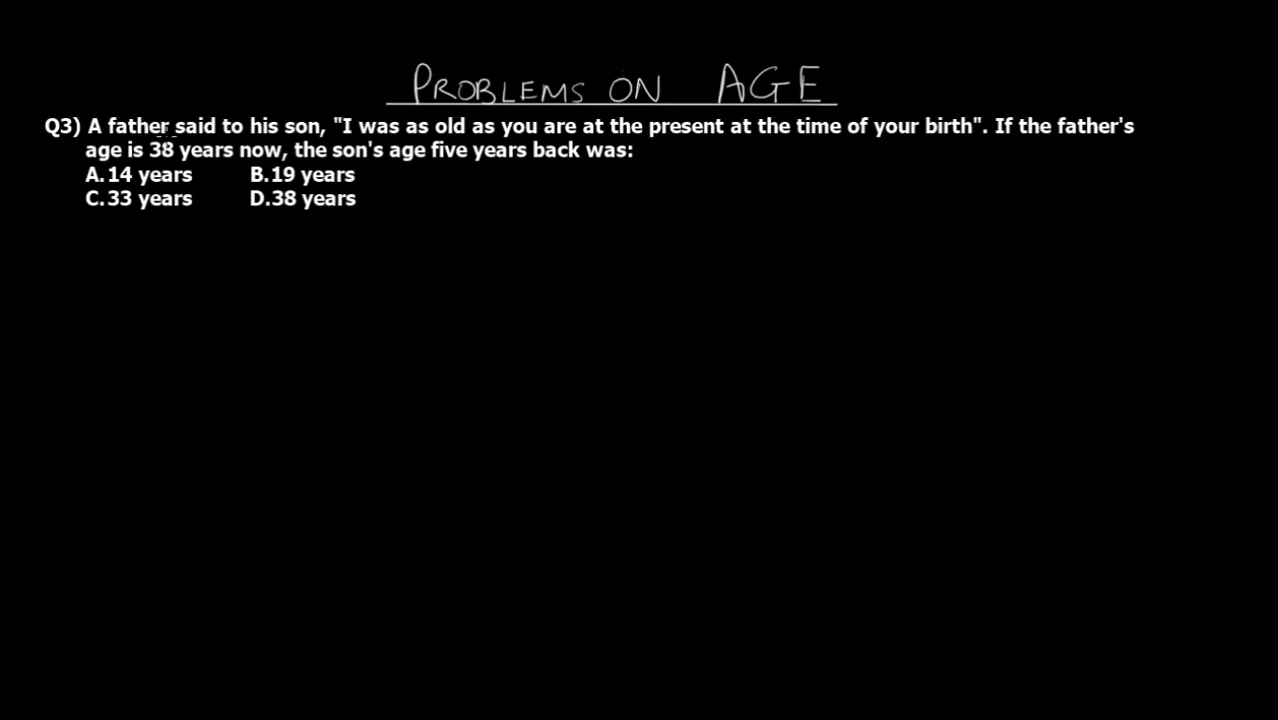 PROBLEMS ON AGE
Q3) A father said to his son, "I was as old as you are at the present at the time of your birth". If the father's
age is 38 years now, the son's age five years back was:
A. 14 years B. 19 years
C. 33 years D. 38 years